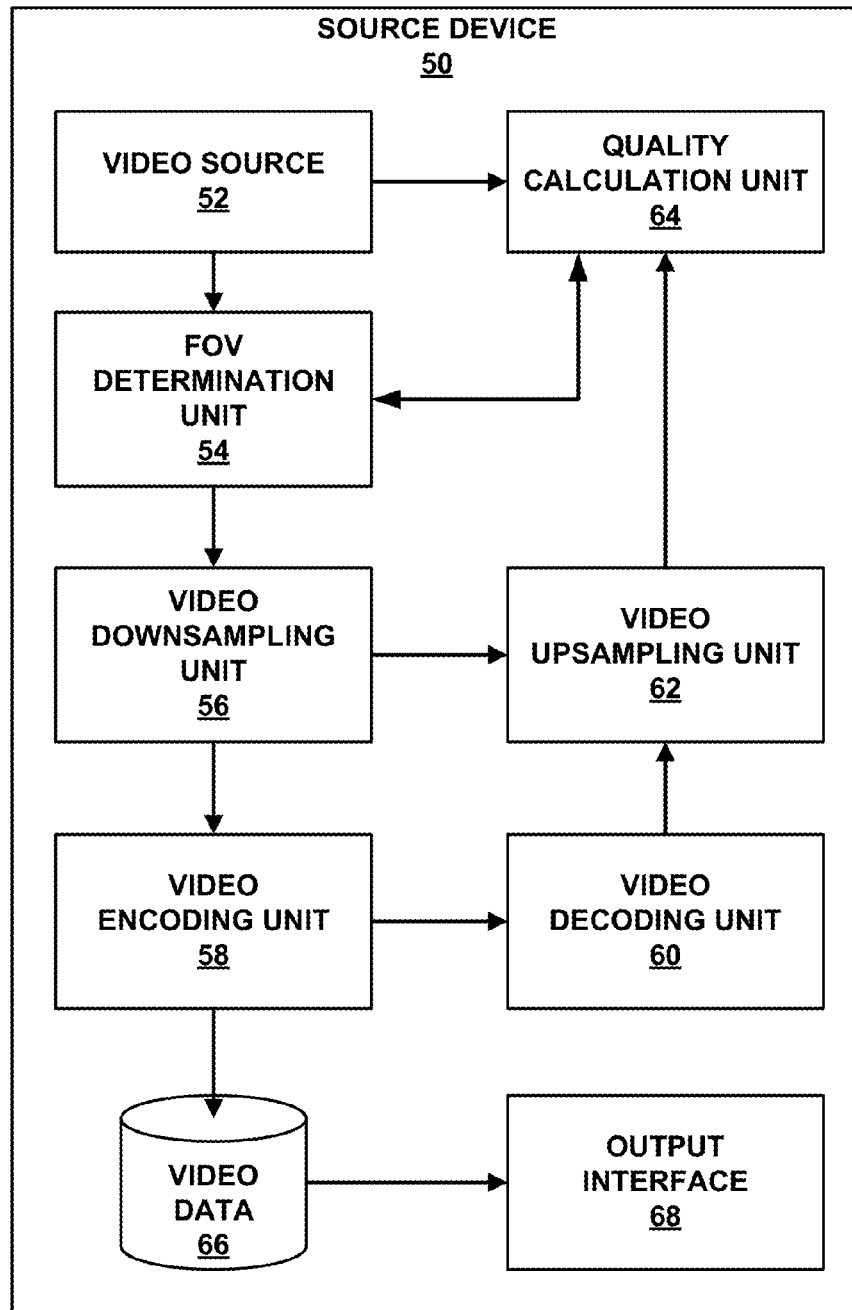 SOURCE DEVICE
50
VIDEO SOURCE
52
QUALITY
CALCULATION UNIT
64
FOV
DETERMINATION
UNIT
54
VIDEO
DOWNSAMPLING
UNIT
56
VIDEO
UPSAMPLING UNIT
62
VIDEO
ENCODING UNIT
58
VIDEO
DECODING UNIT
60
VIDEO
DATA
66
OUTPUT
INTERFACE
68